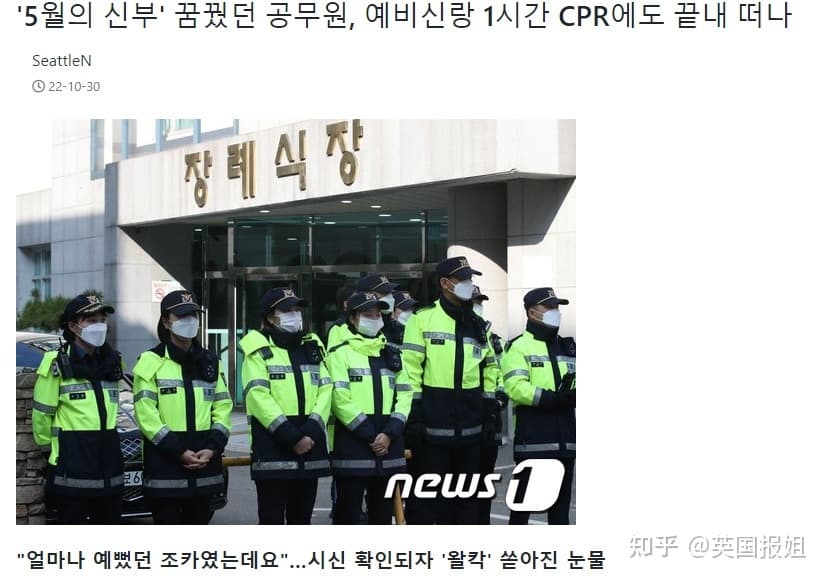 '5월의 신부' 꿈꿨던 공무원, 예비신랑 1시간 CPR에도 끝내 떠나
SeattleN
22-10-30
장례식장
news1
知乎 @英国报姐
"얼마나 예뻤던 조카였는데요"...시신 확인되자 '왈칵' 쏟아진 눈물